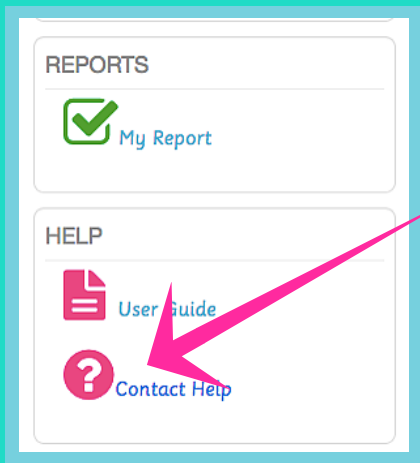 REPORTS
My Report
HELP
User Guide
?
Contact Help